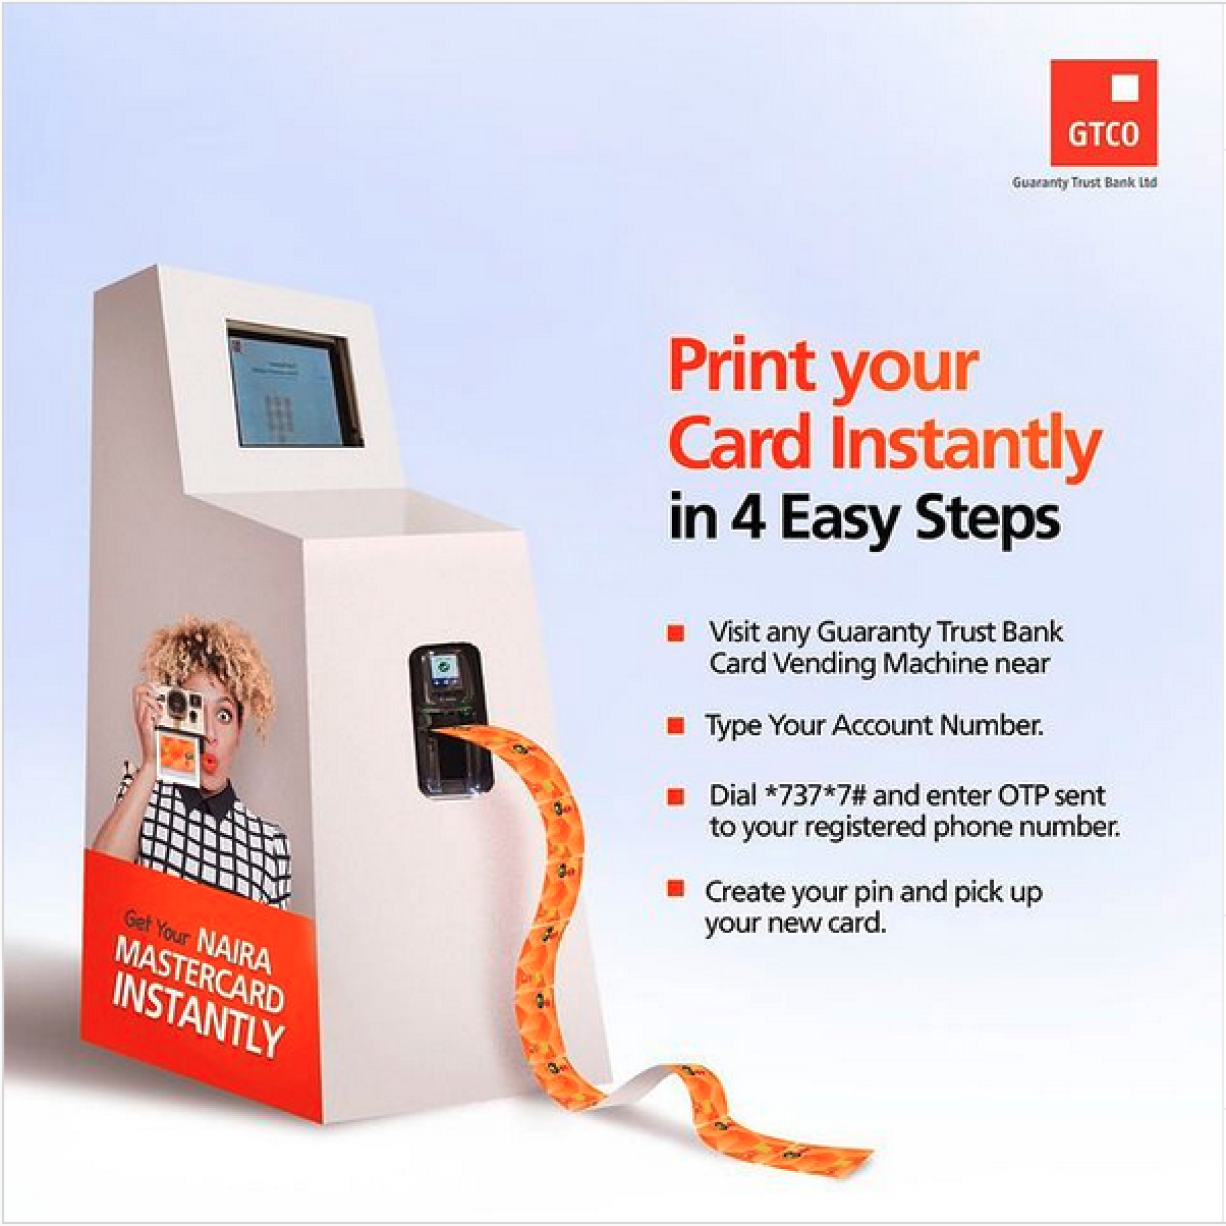 GTCO
Guaranty Trust Bank Ltd
Print your
Card Instantly
in 4 Easy Steps
Visit any Guaranty Trust Bank
Card Vending Machine near
Type Your Account Number.
Dial *737*7# and enter OTP sent
to your registered phone number.
Create your pin and pick up
your new card.
Get Your NAIRA
MASTERCARD
INSTANTLY